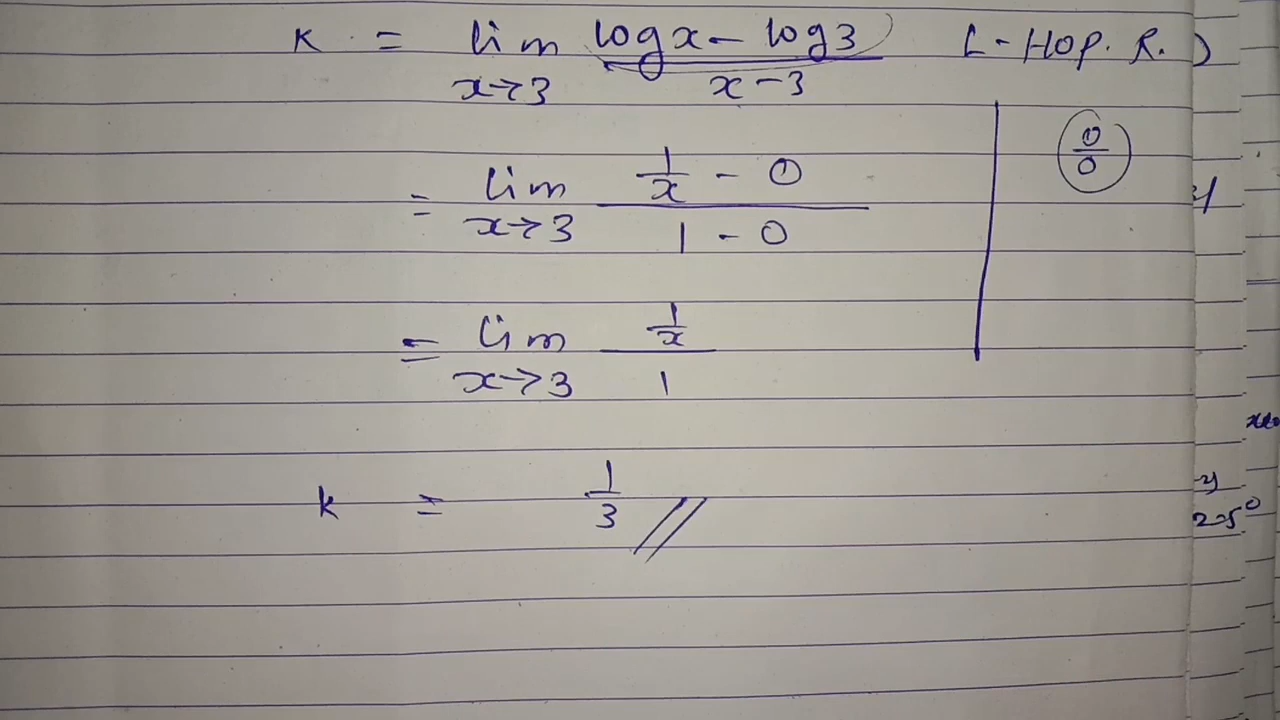 K = lim log x - log 3 L-Hop. R.
x→3 x-3
0/0
= lim 1/x - 0
x→3 1 - 0
= lim 1/x
x→3 1
k = 1/3 //
225°